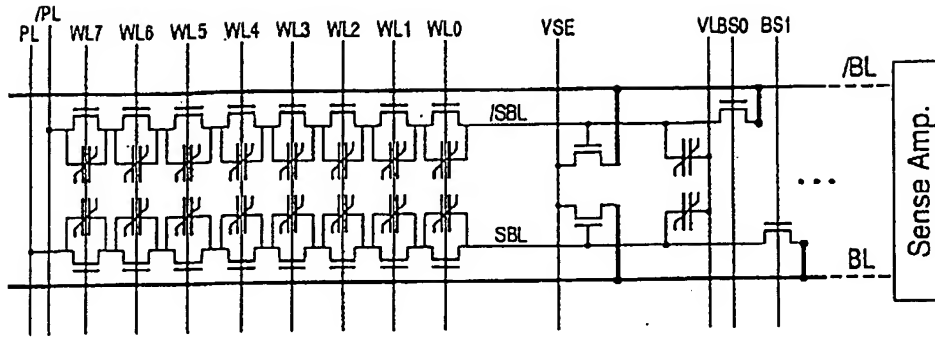 /PL
PL WL7 WL6 WL5 WL4 WL3 WL2 WL1 WL0 VSE VLBS0 BS1
/BL
/SBL
Sense Amp.
SBL
BL